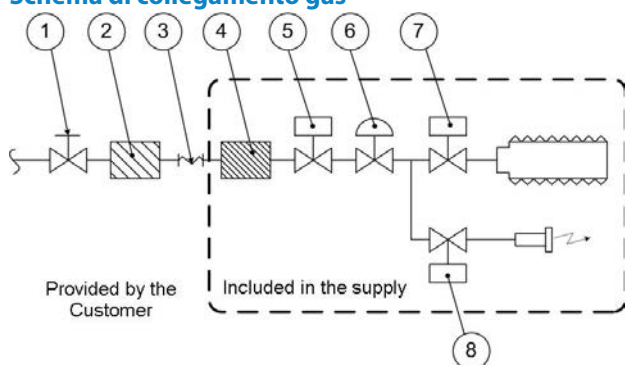 Schema di collegamento gas
1 2 3 4 5 6 7
Provided by the
Customer
Included in the supply
8